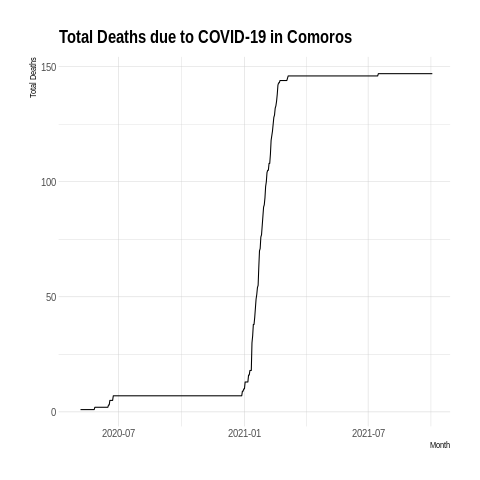 Total Deaths due to COVID-19 in Comoros
Total Deaths
150
100
50
0
2020-07
2021-01
2021-07
Month